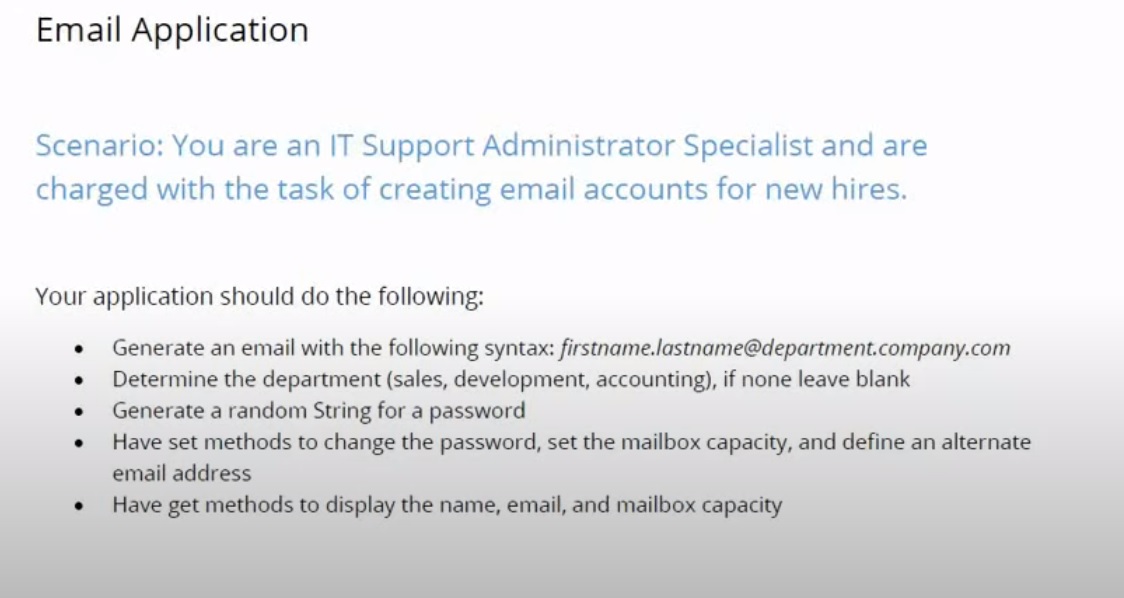 Email Application
Scenario: You are an IT Support Administrator Specialist and are
charged with the task of creating email accounts for new hires.
Your application should do the following:
• Generate an email with the following syntax: firstname.lastname@department.company.com
• Determine the department (sales, development, accounting), if none leave blank
• Generate a random String for a password
• Have set methods to change the password, set the mailbox capacity, and define an alternate
email address
• Have get methods to display the name, email, and mailbox capacity